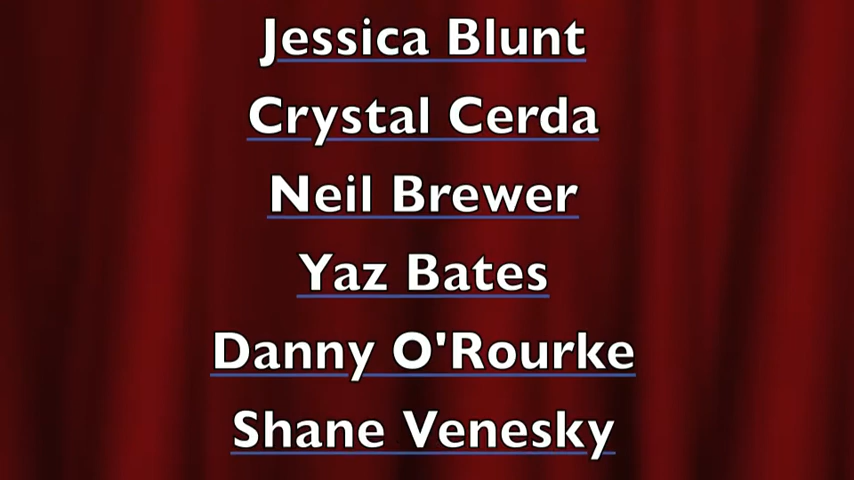 Jessica Blunt
Crystal Cerda
Neil Brewer
Yaz Bates
Danny O'Rourke
Shane Venesky